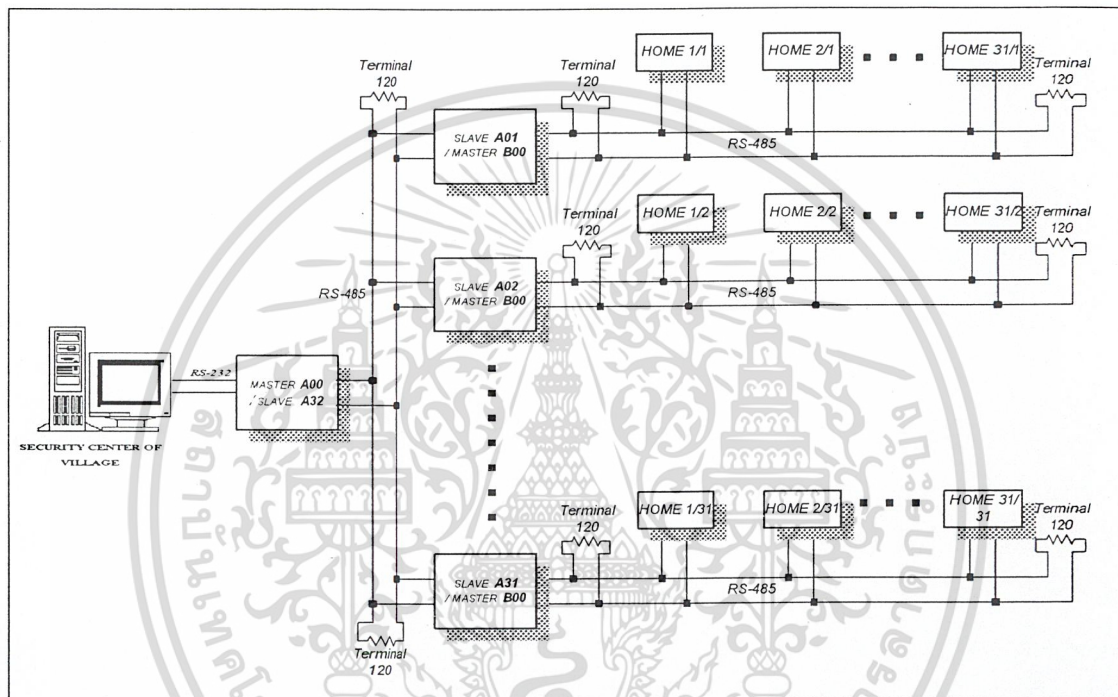 HOME 1/1
HOME 2/1
HOME 31/1
Terminal
120
Terminal
120
Terminal
120
SLAVE A01
/ MASTER B00
RS-485
HOME 1/2
HOME 2/2
HOME 31/2
Terminal
120
Terminal
120
SLAVE A02
/ MASTER B00
RS-485
RS-485
RS-232
MASTER A00
/ SLAVE A32
SECURITY CENTER OF
VILLAGE
HOME 1/31
HOME 2/31
HOME 31/
31
Terminal
120
Terminal
120
SLAVE A31
/ MASTER B00
RS-485
Terminal
120